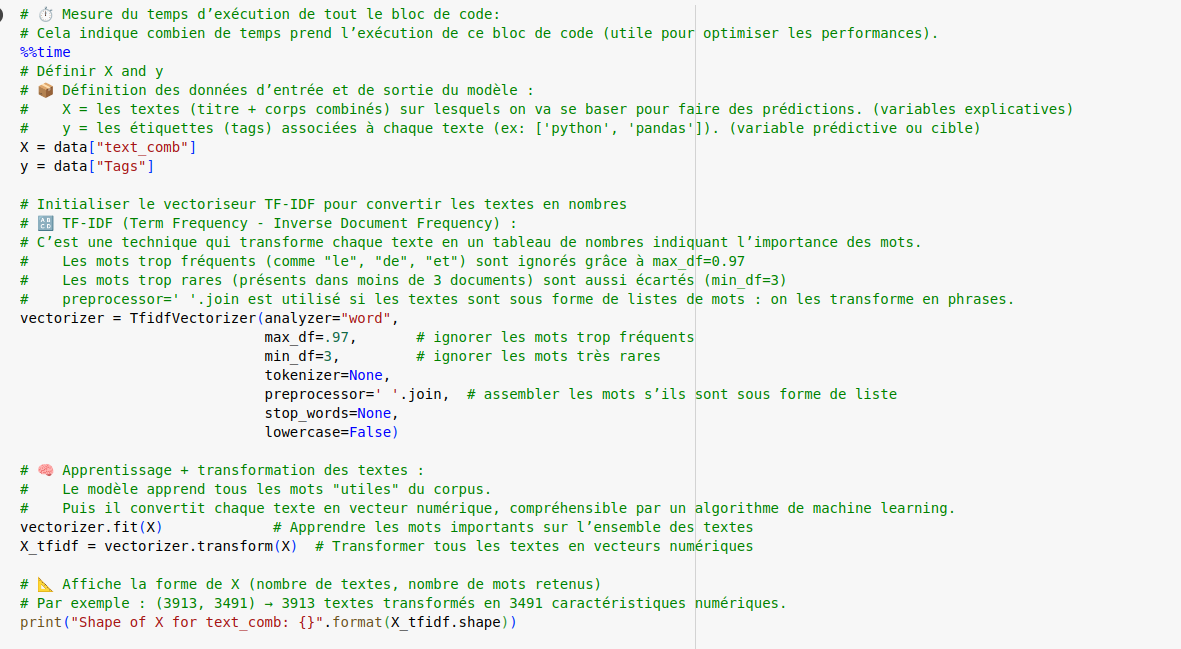 # ⏱️ Mesure du temps d’exécution de tout le bloc de code:
# Cela indique combien de temps prend l’exécution de ce bloc de code (utile pour optimiser les performances).
%%time
# Définir X and y
# 📦 Définition des données d’entrée et de sortie du modèle :
#    X = les textes (titre + corps combinés) sur lesquels on va se baser pour faire des prédictions. (variables explicatives)
#    y = les étiquettes (tags) associées à chaque texte (ex: ['python', 'pandas']). (variable prédictive ou cible)
X = data["text_comb"]
y = data["Tags"]

# Initialiser le vectoriseur TF-IDF pour convertir les textes en nombres
# 🔠 TF-IDF (Term Frequency - Inverse Document Frequency) :
# C’est une technique qui transforme chaque texte en un tableau de nombres indiquant l’importance des mots.
#    Les mots trop fréquents (comme "le", "de", "et") sont ignorés grâce à max_df=0.97
#    Les mots trop rares (présents dans moins de 3 documents) sont aussi écartés (min_df=3)
#    preprocessor=' '.join est utilisé si les textes sont sous forme de listes de mots : on les transforme en phrases.
vectorizer = TfidfVectorizer(analyzer="word",
                             max_df=.97,       # ignorer les mots trop fréquents
                             min_df=3,         # ignorer les mots très rares
                             tokenizer=None,
                             preprocessor=' '.join,  # assembler les mots s’ils sont sous forme de liste
                             stop_words=None,
                             lowercase=False)

# 🧠 Apprentissage + transformation des textes :
#    Le modèle apprend tous les mots "utiles" du corpus.
#    Puis il convertit chaque texte en vecteur numérique, compréhensible par un algorithme de machine learning.
vectorizer.fit(X)             # Apprendre les mots importants sur l’ensemble des textes
X_tfidf = vectorizer.transform(X)  # Transformer tous les textes en vecteurs numériques

# 📐 Affiche la forme de X (nombre de textes, nombre de mots retenus)
# Par exemple : (3913, 3491) → 3913 textes transformés en 3491 caractéristiques numériques.
print("Shape of X for text_comb: {}".format(X_tfidf.shape))